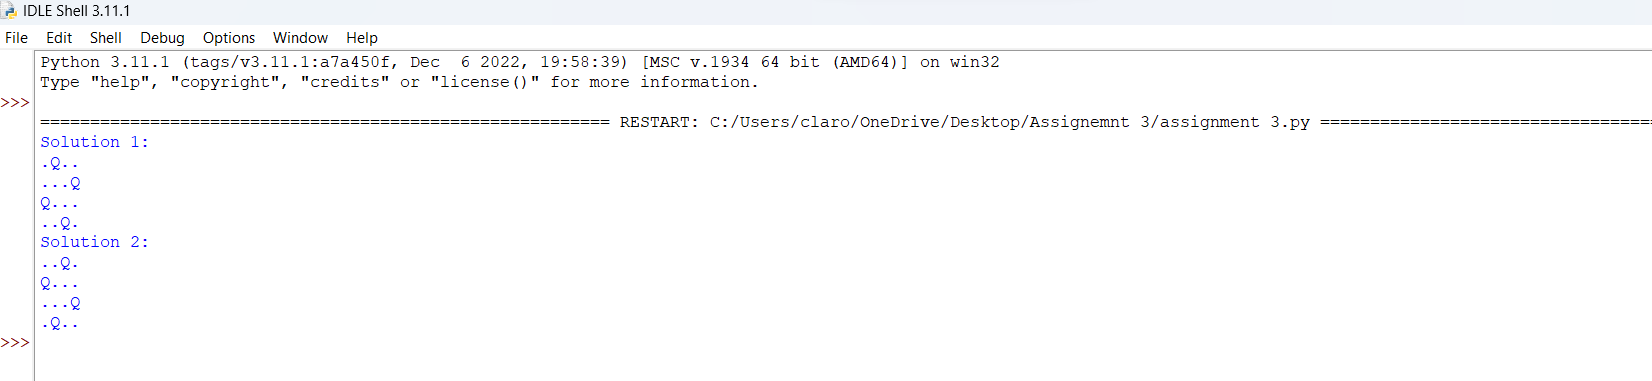 IDLE Shell 3.11.1
File Edit Shell Debug Options Window Help
Python 3.11.1 (tags/v3.11.1:a7a450f, Dec  6 2022, 19:58:39) [MSC v.1934 64 bit (AMD64)] on win32
Type "help", "copyright", "credits" or "license()" for more information.
>>>
========================================================= RESTART: C:/Users/claro/OneDrive/Desktop/Assignemnt 3/assignment 3.py =================================
Solution 1:
.Q..
...Q
Q...
..Q.
Solution 2:
..Q.
Q...
...Q
.Q..
>>>